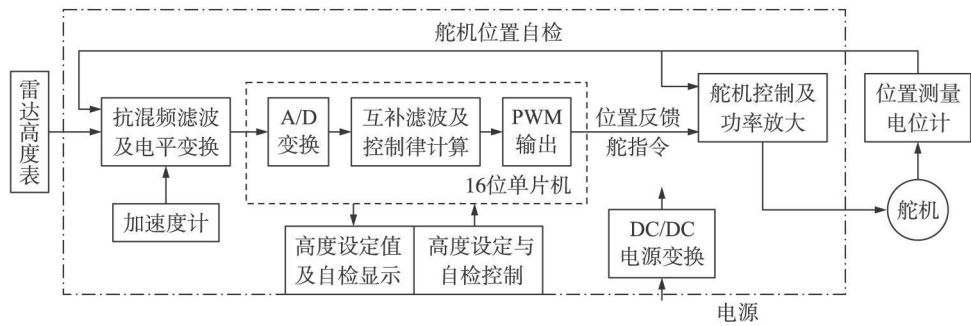 舵机位置自检
雷达高度表
抗混频滤波
及电平变换
A/D
变换
互补滤波及
控制律计算
PWM
输出
16位单片机
位置反馈
舵指令
舵机控制及
功率放大
位置测量
电位计
舵机
加速度计
高度设定值
及自检显示
高度设定与
自检控制
DC/DC
电源变换
电源